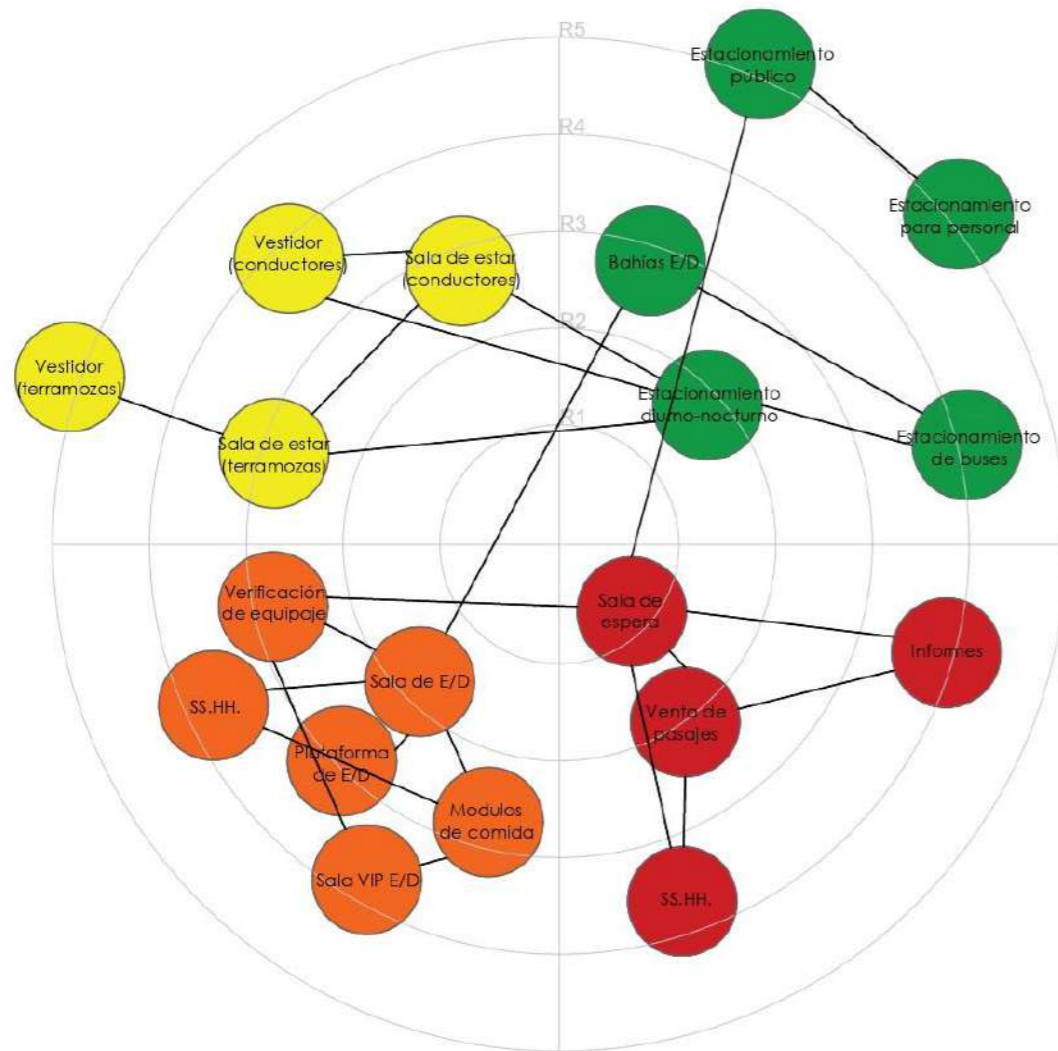 R5
Estacionamiento
público
R4
Estacionamiento
para personal
R3
Vestidor
(conductores)
Sala de estar
(conductores)
Bahías E/D
R2
Vestidor
(terramozas)
Estacionamiento
diurno-nocturno
R1
Sala de estar
(terramozas)
Estacionamiento
de buses
Verificación
de equipaje
Sala de
espera
Informes
Sala de E/D
SS.HH.
Venta de
pasajes
Plataforma
de E/D
Modulos
de comida
Sala VIP E/D
SS.HH.